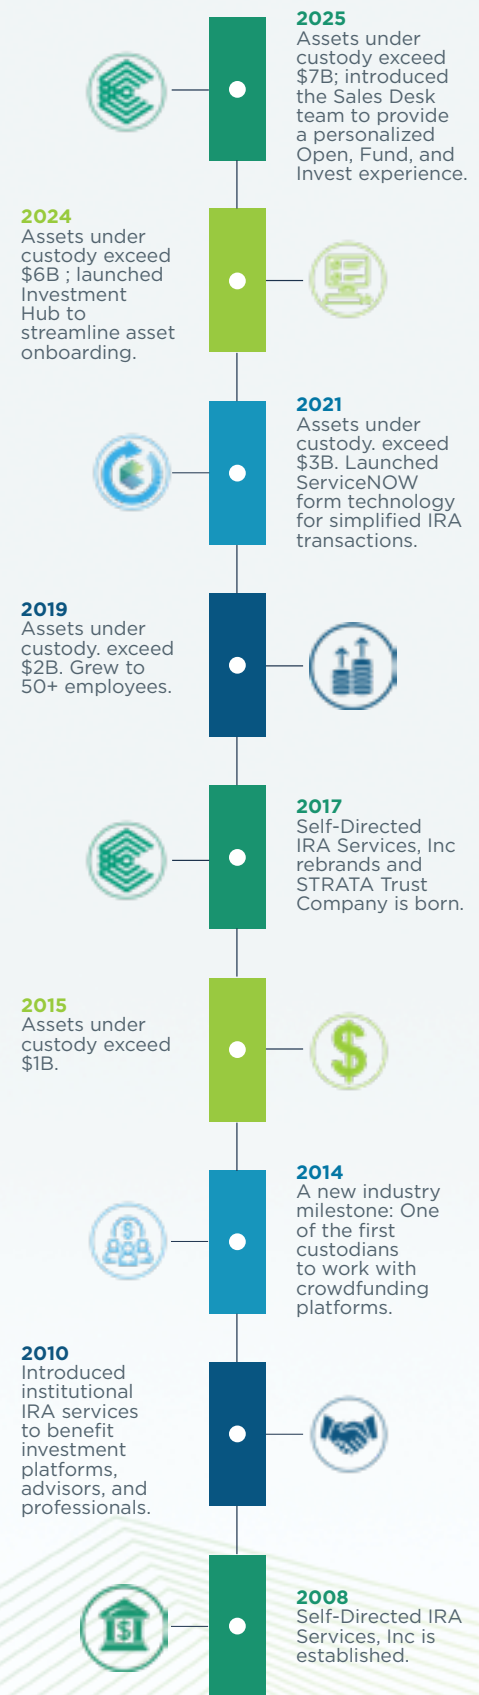 2025
Assets under
custody exceed
$7B; introduced
the Sales Desk
team to provide
a personalized
Open, Fund, and
Invest experience.
2024
Assets under
custody exceed
$6B ; launched
Investment
Hub to
streamline asset
onboarding.
2021
Assets under
custody. exceed
$3B. Launched
ServiceNOW
form technology
for simplified IRA
transactions.
2019
Assets under
custody. exceed
$2B. Grew to
50+ employees.
2017
Self-Directed
IRA Services, Inc
rebrands and
STRATA Trust
Company is born.
2015
Assets under
custody exceed
$1B.
$
2014
A new industry
milestone: One
of the first
custodians
to work with
crowdfunding
platforms.
$
2010
Introduced
institutional
IRA services
to benefit
investment
platforms,
advisors, and
professionals.
2008
Self-Directed IRA
Services, Inc is
established.
$